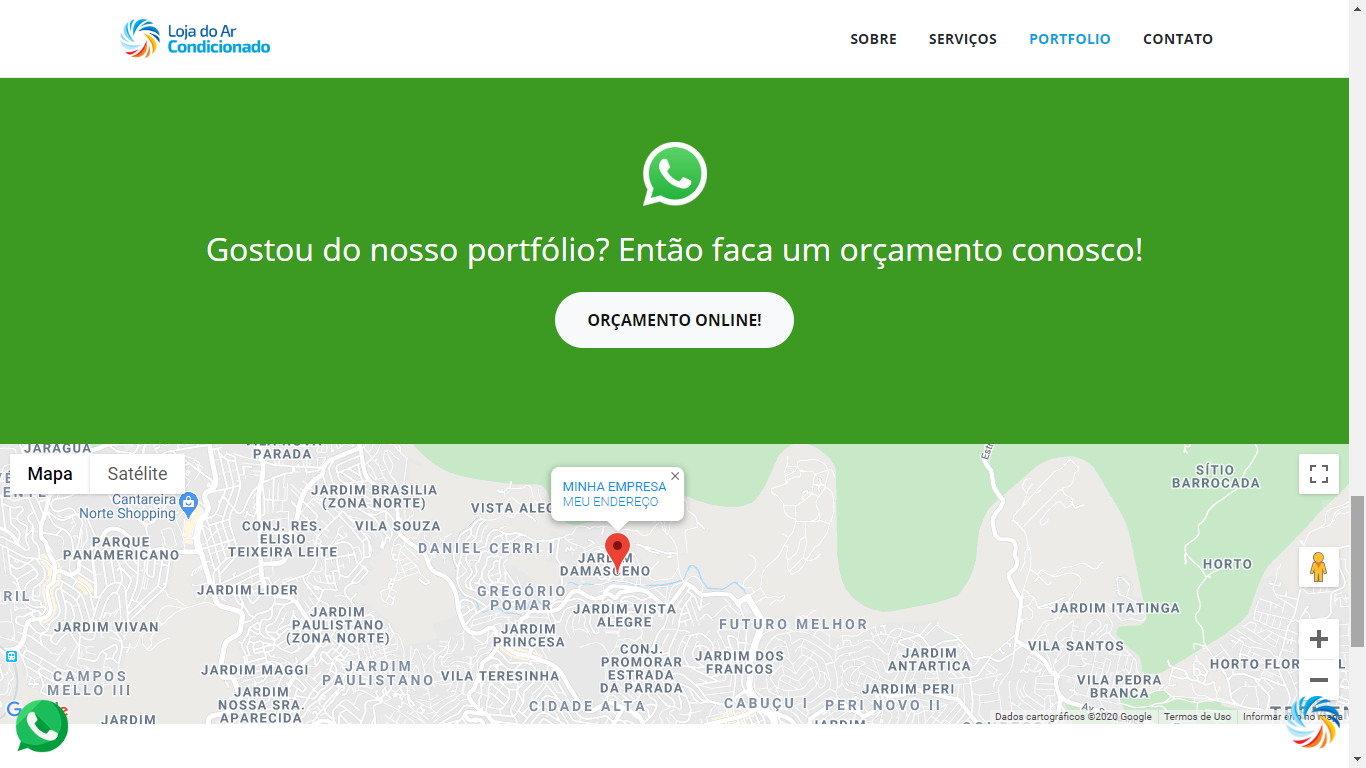 Loja do Ar
Condicionado
SOBRE SERVIÇOS PORTFOLIO CONTATO
Gostou do nosso portfólio? Então faca um orçamento conosco!
ORÇAMENTO ONLINE!
JARAGUÁ
PARADA
Mapa Satélite
SÍTIO
BARROCADA
Cantareira
Norte Shopping
JARDIM BRASILIA
(ZONA NORTE)
MINHA EMPRESA
MEU ENDEREÇO
VISTA ALEG
CONJ. RES.
ELISIO
TEIXEIRA LEITE
VILA SOUZA
PARQUE
PANAMERICANO
DANIEL CERRI I
JARDIM
DAMASCENO
HORTO
JARDIM LIDER
GREGÓRIO
POMAR
RIL
JARDIM
PAULISTANO
(ZONA NORTE)
JARDIM VISTA
ALEGRE
JARDIM ITATINGA
JARDIM VIVAN
JARDIM
PRINCESA
FUTURO MELHOR
VILA SANTOS
CAMPOS
MELLO III
JARDIM MAGGI
JARDIM
PAULISTANO
VILA TERESINHA
CONJ.
PROMORAR
ESTRADA
DA PARADA
JARDIM DOS
FRANCOS
JARDIM
ANTARCTICA
HORTO FLOR
VILA PEDRA
BRANCA
JARDIM
NOSSA SRA.
APARECIDA
CIDADE ALTA
CABUÇU I
JARDIM PERI
PERI NOVO II
JARDIM
JARDIM
Dados cartográficos ©2020 Google Termos de Uso Informar erro no mapa